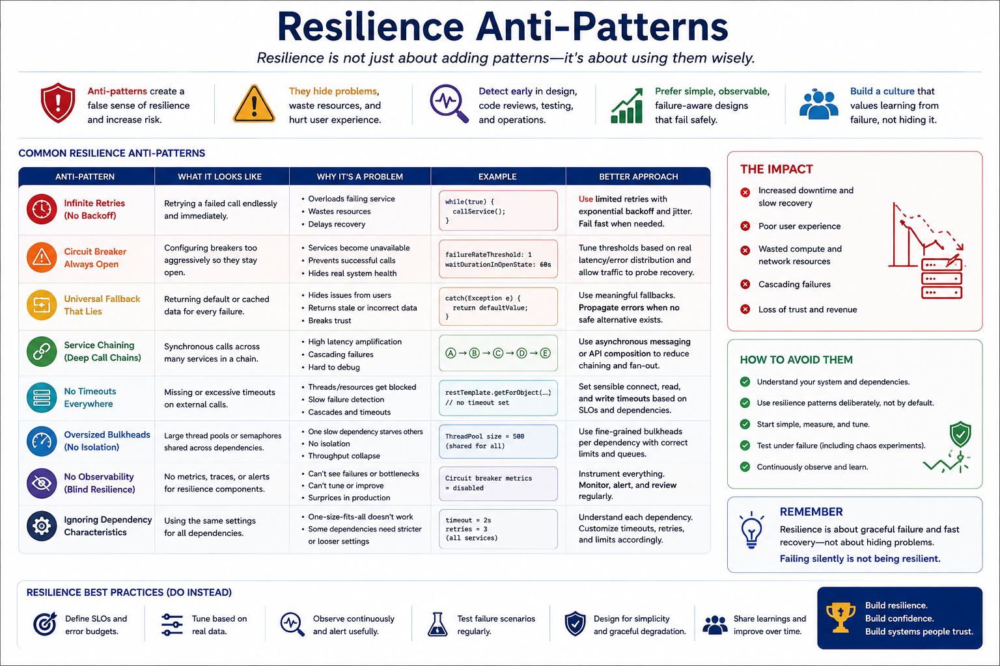 Resilience Anti-Patterns
Resilience is not just about adding patterns—it's about using them wisely.
Anti-patterns create a
false sense of resilience
and increase risk.
They hide problems,
waste resources, and
hurt user experience.
Detect early in design,
code reviews, testing,
and operations.
Prefer simple, observable,
failure-aware designs
that fail safely.
Build a culture that
values learning from
failure, not hiding it.
COMMON RESILIENCE ANTI-PATTERNS
ANTI-PATTERN
WHAT IT LOOKS LIKE
WHY IT'S A PROBLEM
EXAMPLE
BETTER APPROACH
Infinite Retries
(No Backoff)
Retrying a failed call endlessly
and immediately.
• Overloads failing service
• Wastes resources
• Delays recovery
while(true) {
callService();
}
Use limited retries with
exponential backoff and jitter.
Fail fast when needed.
Circuit Breaker
Always Open
Configuring breakers too
aggressively so they stay
open.
• Services become unavailable
• Prevents successful calls
• Hides real system health
failureRateThreshold: 1
waitDurationInOpenState: 60s
Tune thresholds based on real
latency/error distribution and
allow traffic to probe recovery.
Universal Fallback
That Lies
Returning default or cached
data for every failure.
• Hides issues from users
• Returns stale or incorrect data
• Breaks trust
catch(Exception e) {
return defaultValue;
}
Use meaningful fallbacks.
Propagate errors when no
safe alternative exists.
Service Chaining
(Deep Call Chains)
Synchronous calls across
many services in a chain.
• High latency amplification
• Cascading failures
• Hard to debug
A → B → C → D → E
Use asynchronous messaging
or API composition to reduce
chaining and fan-out.
No Timeouts
Everywhere
Missing or excessive timeouts
on external calls.
• Threads/resources get blocked
• Slow failure detection
• Cascades and timeouts
restTemplate.getForObject(...)
// no timeout set
Set sensible connect, read,
and write timeouts based on
SLOs and dependencies.
Oversized Bulkheads
(No Isolation)
Large thread pools or semaphores
shared across dependencies.
• One slow dependency starves others
• No isolation
• Throughput collapse
ThreadPool size = 500
(shared for all)
Use fine-grained bulkheads
per dependency with correct
limits and queues.
No Observability
(Blind Resilience)
No metrics, traces, or alerts
for resilience components.
• Can't see failures or bottlenecks
• Can't tune or improve
• Surprices in production
Circuit breaker metrics
= disabled
Instrument everything.
Monitor, alert, and review
regularly.
Ignoring Dependency
Characteristics
Using the same settings
for all dependencies.
• One-size-fits-all doesn't work
• Some dependencies need stricter
or looser settings
timeout = 2s
retries = 3
(all services)
Understand each dependency.
Customize timeouts, retries,
and limits accordingly.
THE IMPACT
Increased downtime and
slow recovery
Poor user experience
Wasted compute and
network resources
Cascading failures
Loss of trust and revenue
HOW TO AVOID THEM
Understand your system and dependencies.
Use resilience patterns deliberately, not by default.
Start simple, measure, and tune.
Test under failure (including chaos experiments).
Continuously observe and learn.
REMEMBER
Resilience is about graceful failure and fast
recovery—not about hiding problems.
Failing silently is not being resilient.
RESILIENCE BEST PRACTICES (DO INSTEAD)
Define SLOs and
error budgets.
Tune based on
real data.
Observe continuously
and alert usefully.
Test failure scenarios
regularly.
Design for simplicity
and graceful degradation.
Share learnings and
improve over time.
Build resilience.
Build confidence.
Build systems people trust.